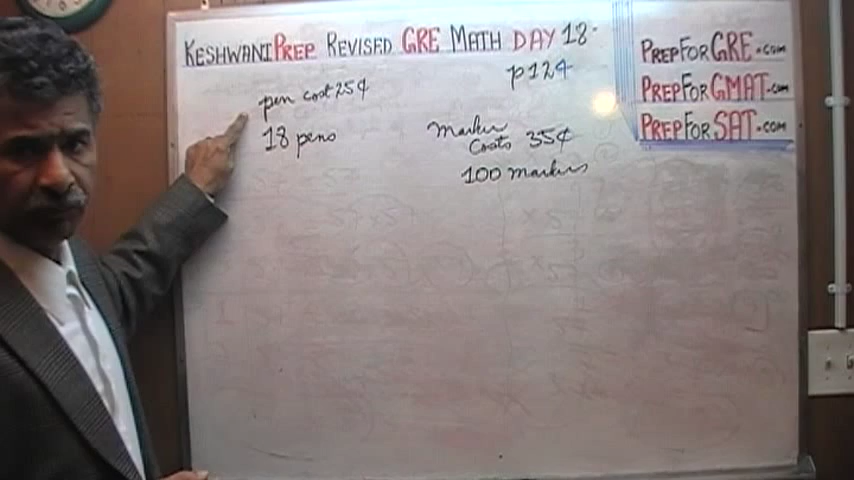 KESHWANIPREP REVISED GRE MATH DAY 18
p124
pen cost 25¢
18 pens
Marker
Costs 35¢
100 markers
PREPFORGRE.com
PREPFORGMAT.com
PREPFORSAT.com